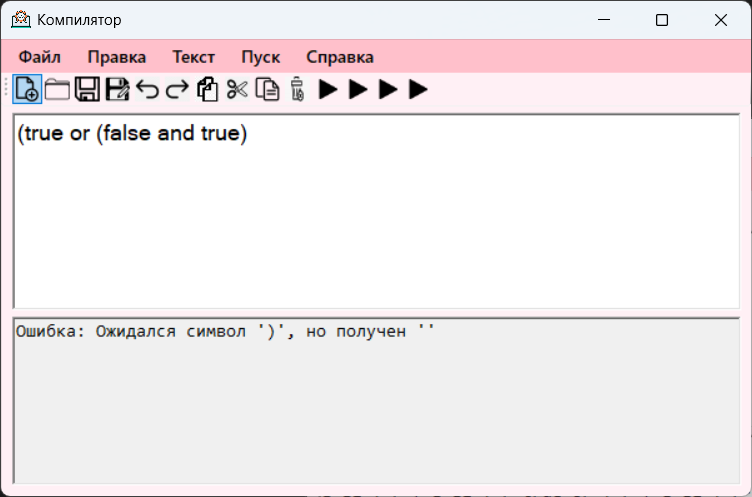 Компилятор
Файл Правка Текст Пуск Справка
(true or (false and true)
Ошибка: Ожидался символ ')', но получен ''